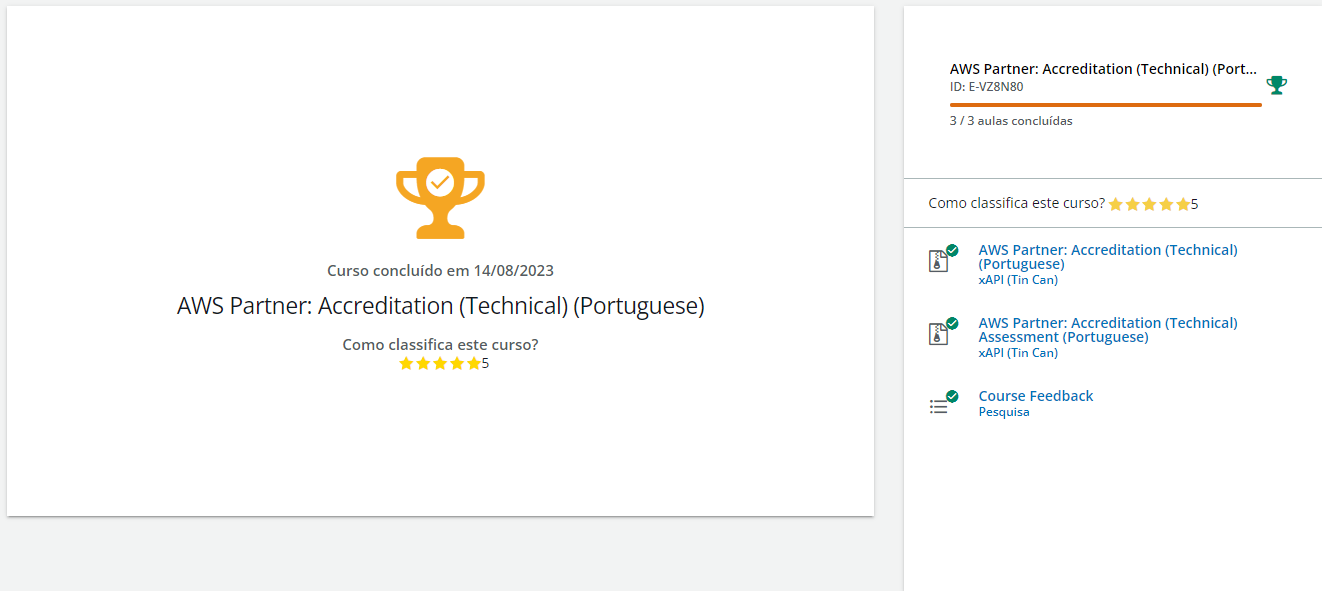 Curso concluído em 14/08/2023
AWS Partner: Accreditation (Technical) (Portuguese)
Como classifica este curso?
5
AWS Partner: Accreditation (Technical) (Port...
ID: E-VZ8N80
3 / 3 aulas concluídas
Como classifica este curso? 5
AWS Partner: Accreditation (Technical)
(Portuguese)
xAPI (Tin Can)
AWS Partner: Accreditation (Technical)
Assessment (Portuguese)
xAPI (Tin Can)
Course Feedback
Pesquisa